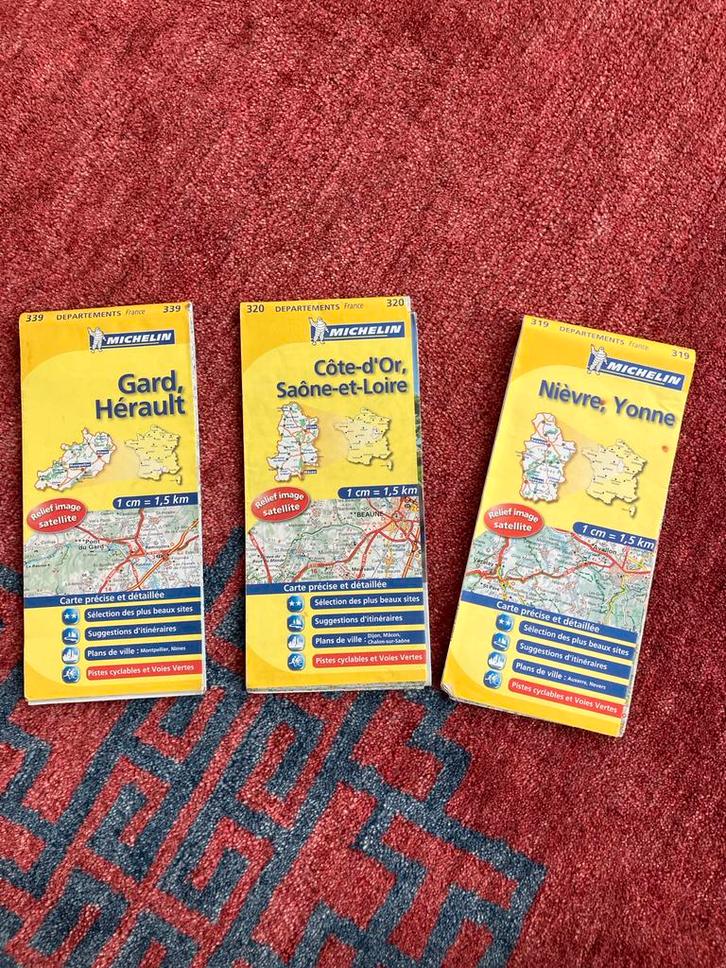 339 DEPARTEMENTS France 339
MICHELIN
Gard,
Hérault
1 cm = 1,5 km
Relief image
satellite
Pont
du Gard
Carte précise et détaillée
Sélection des plus beaux sites
Suggestions d'itinéraires
Plans de ville : Montpellier, Nîmes
Pistes cyclables et Voies Vertes
320 DEPARTEMENTS France 320
MICHELIN
Côte-d'Or,
Saône-et-Loire
1 cm = 1,5 km
Relief image
satellite
**BEAUNE
Carte précise et détaillée
Sélection des plus beaux sites
Suggestions d'itinéraires
Plans de ville : Dijon, Mâcon,
Chalon-sur-Saône
Pistes cyclables et Voies Vertes
319 DEPARTEMENTS France 319
MICHELIN
Nièvre, Yonne
1 cm = 1,5 km
Relief image
satellite
Carte précise et détaillée
Sélection des plus beaux sites
Suggestions d'itinéraires
Plans de ville : Auxerre, Nevers
Pistes cyclables et Voies Vertes